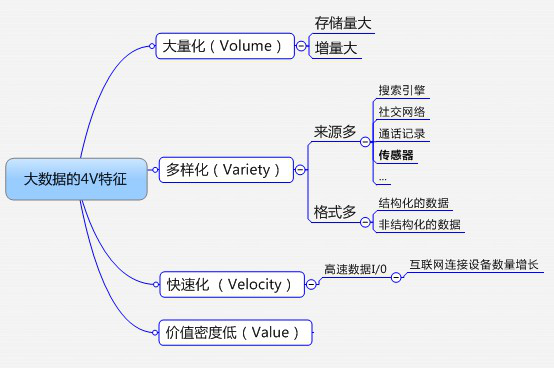 大数据的4V特征
大量化（Volume）
存储量大
增量大
多样化（Variety）
来源多
搜索引擎
社交网络
通话记录
传感器
...
格式多
结构化的数据
非结构化的数据
快速化 （ Velocity）
高速数据I/0
互联网连接设备数量增长
价值密度低（Value ）